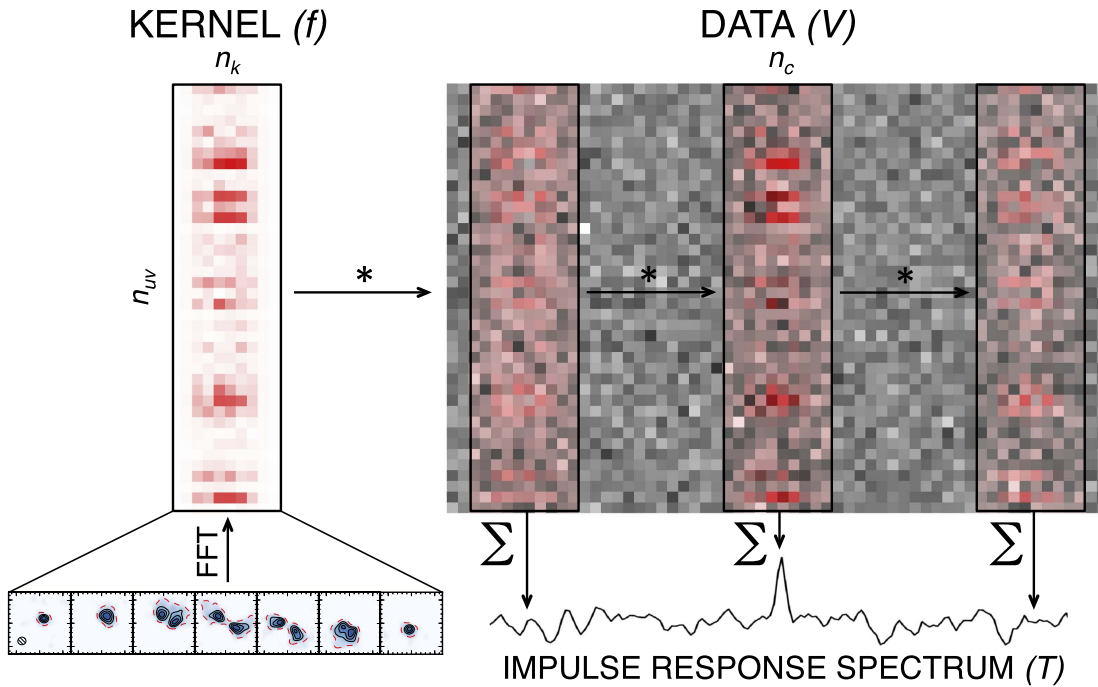 KERNEL (f)
DATA (V)
n_k
n_c
n_uv
*
*
*
FFT
Σ
Σ
Σ
IMPULSE RESPONSE SPECTRUM (T)